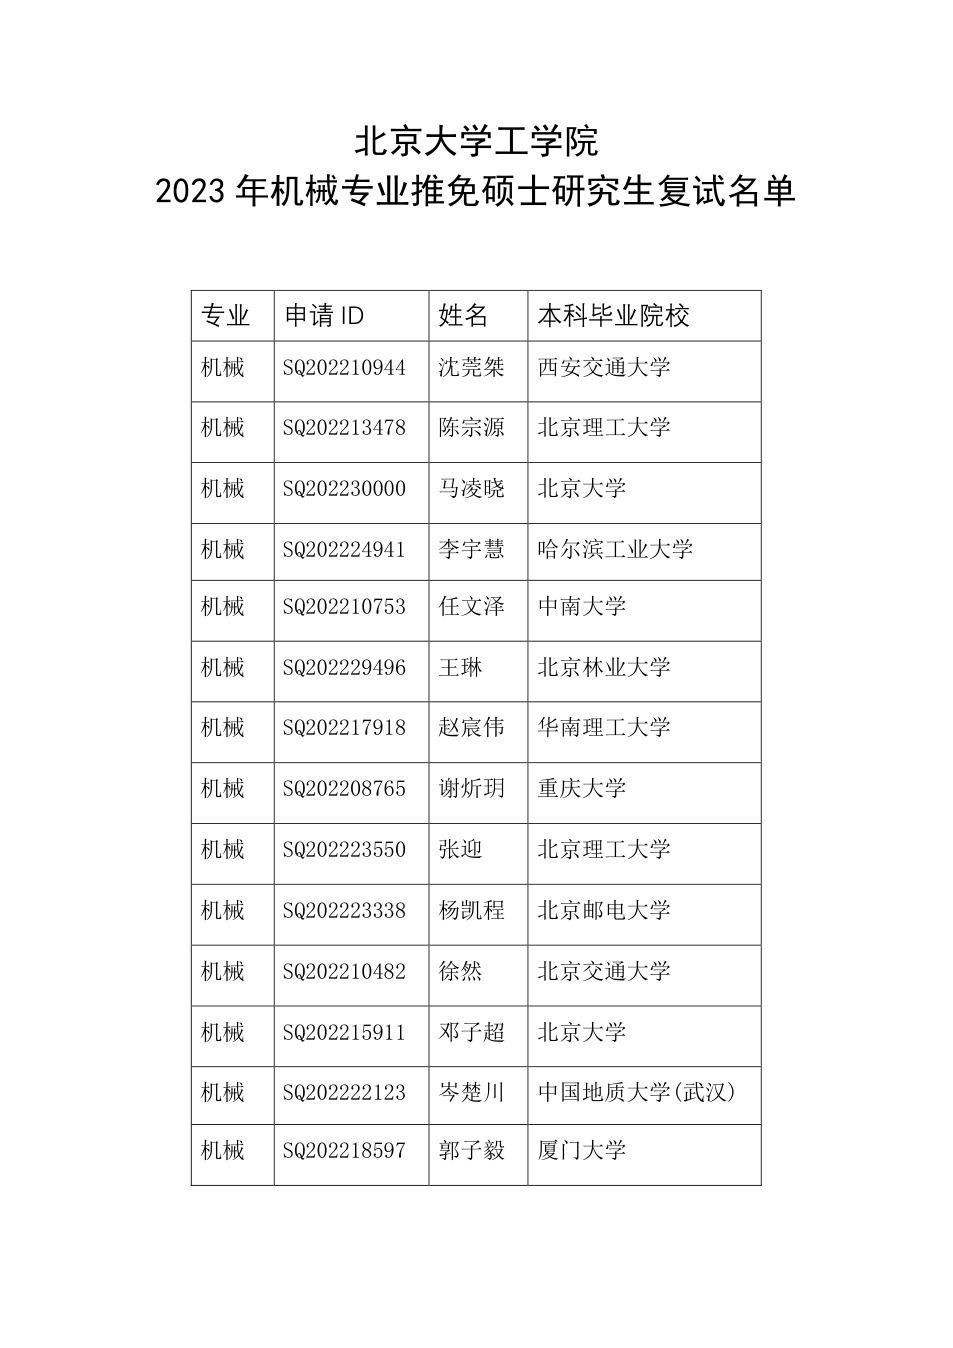 北京大学工学院
2023 年机械专业推免硕士研究生复试名单
专业 申请 ID 姓名 本科毕业院校
机械 SQ202210944 沈莞桀 西安交通大学
机械 SQ202213478 陈宗源 北京理工大学
机械 SQ202230000 马凌晓 北京大学
机械 SQ202224941 李宇慧 哈尔滨工业大学
机械 SQ202210753 任文泽 中南大学
机械 SQ202229496 王琳 北京林业大学
机械 SQ202217918 赵宸伟 华南理工大学
机械 SQ202208765 谢炘玥 重庆大学
机械 SQ202223550 张迎 北京理工大学
机械 SQ202223338 杨凯程 北京邮电大学
机械 SQ202210482 徐然 北京交通大学
机械 SQ202215911 邓子超 北京大学
机械 SQ202222123 岑楚川 中国地质大学(武汉)
机械 SQ202218597 郭子毅 厦门大学